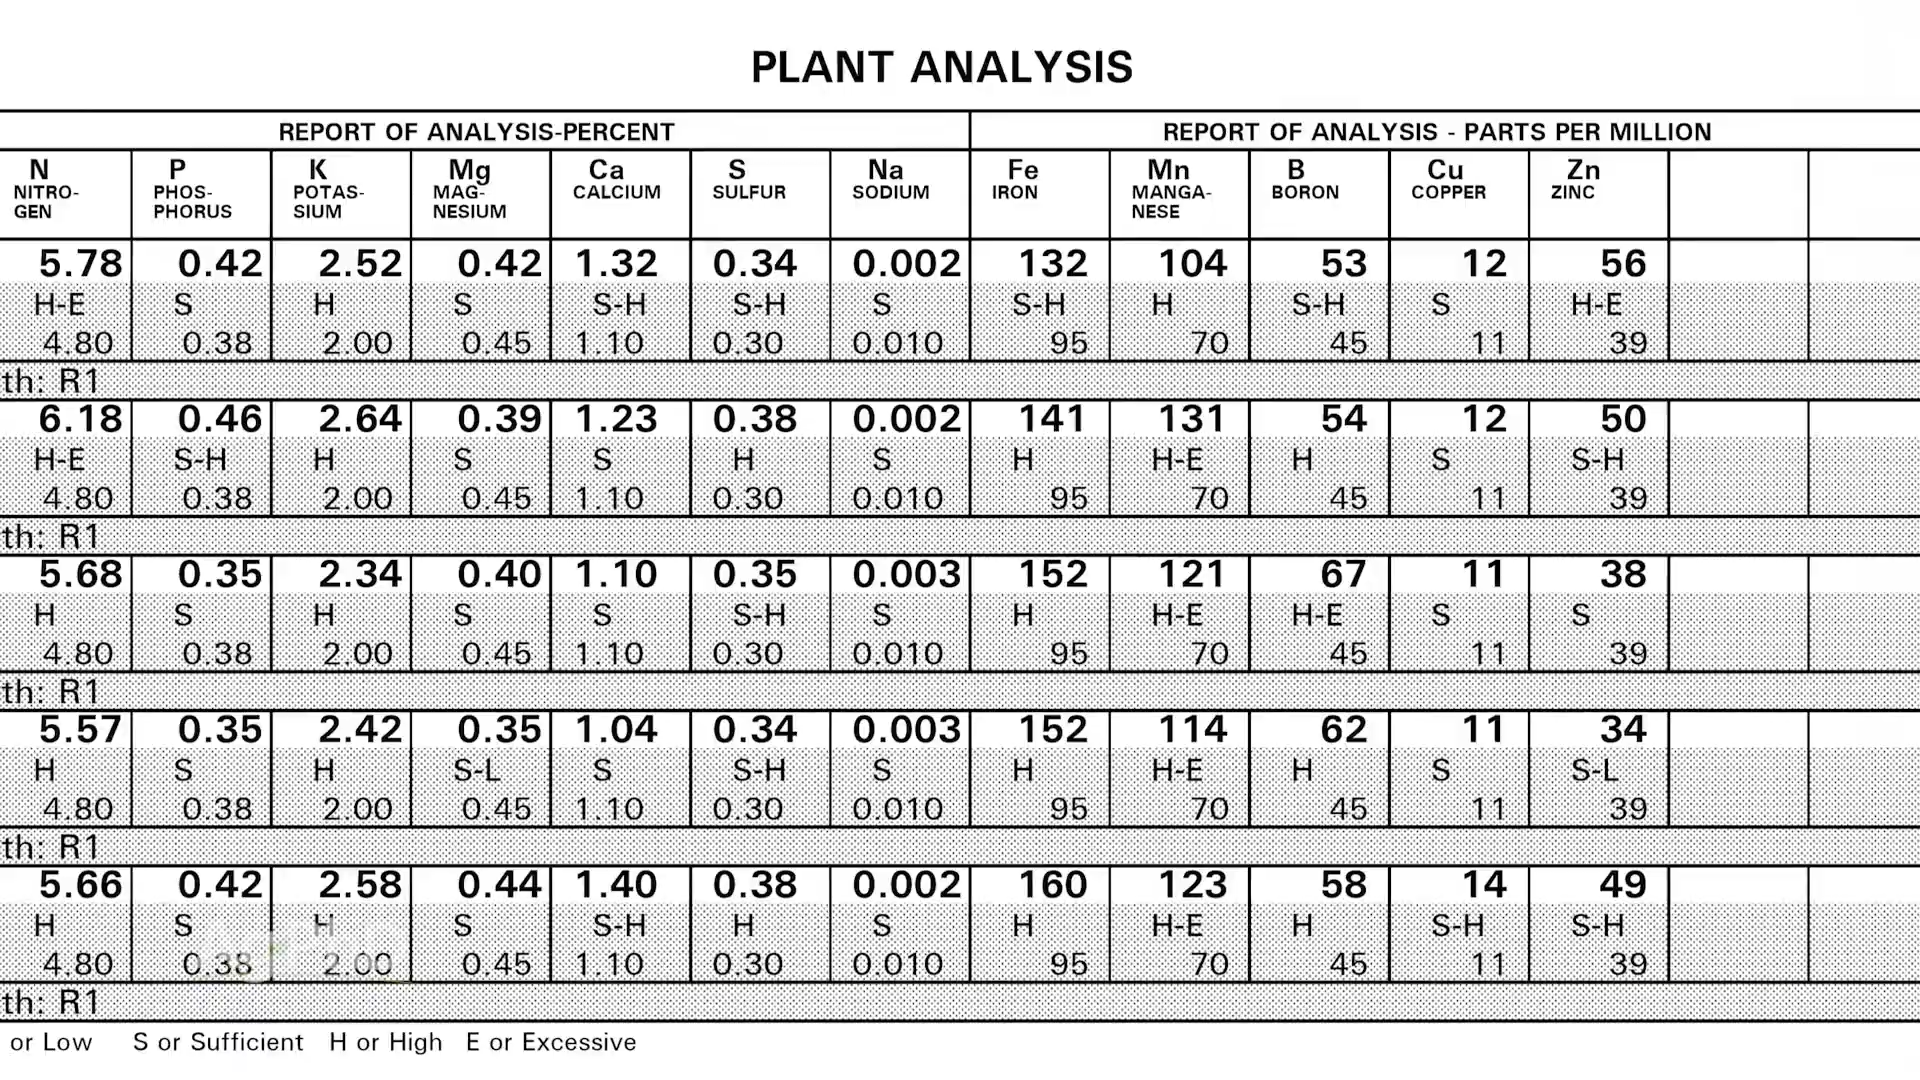 PLANT ANALYSIS
REPORT OF ANALYSIS-PERCENT REPORT OF ANALYSIS - PARTS PER MILLION
N P K Mg Ca S Na Fe Mn B Cu Zn
NITRO- PHOS- POTAS- MAG- CALCIUM SULFUR SODIUM IRON MANGA- BORON COPPER ZINC
GEN PHORUS SIUM NESIUM NESE
5.78 0.42 2.52 0.42 1.32 0.34 0.002 132 104 53 12 56
H-E S H S S-H S-H S S-H H S-H S H-E
4.80 0.38 2.00 0.45 1.10 0.30 0.010 95 70 45 11 39
th: R1
6.18 0.46 2.64 0.39 1.23 0.38 0.002 141 131 54 12 50
H-E S-H H S S H S H H-E H S S-H
4.80 0.38 2.00 0.45 1.10 0.30 0.010 95 70 45 11 39
th: R1
5.68 0.35 2.34 0.40 1.10 0.35 0.003 152 121 67 11 38
H S H S S S-H S H H-E H-E S S
4.80 0.38 2.00 0.45 1.10 0.30 0.010 95 70 45 11 39
th: R1
5.57 0.35 2.42 0.35 1.04 0.34 0.003 152 114 62 11 34
H S H S-L S S-H S H H-E H S S-L
4.80 0.38 2.00 0.45 1.10 0.30 0.010 95 70 45 11 39
th: R1
5.66 0.42 2.58 0.44 1.40 0.38 0.002 160 123 58 14 49
H S H S S-H H S H H-E H S-H S-H
4.80 0.38 2.00 0.45 1.10 0.30 0.010 95 70 45 11 39
th: R1
or Low S or Sufficient H or High E or Excessive